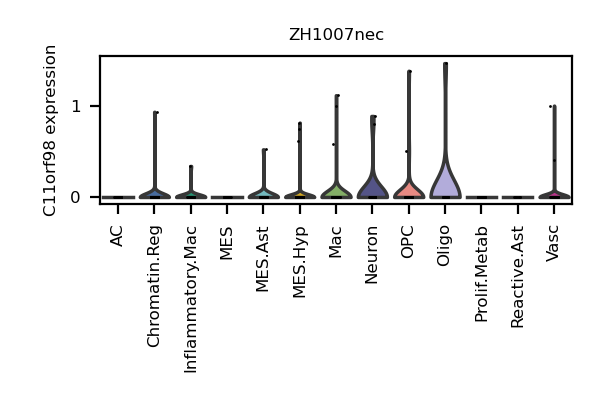 ZH1007nec
C11orf98 expression
1
0
AC
Chromatin.Reg
Inflammatory.Mac
MES
MES.Ast
MES.Hyp
Mac
Neuron
OPC
Oligo
Prolif.Metab
Reactive.Ast
Vasc